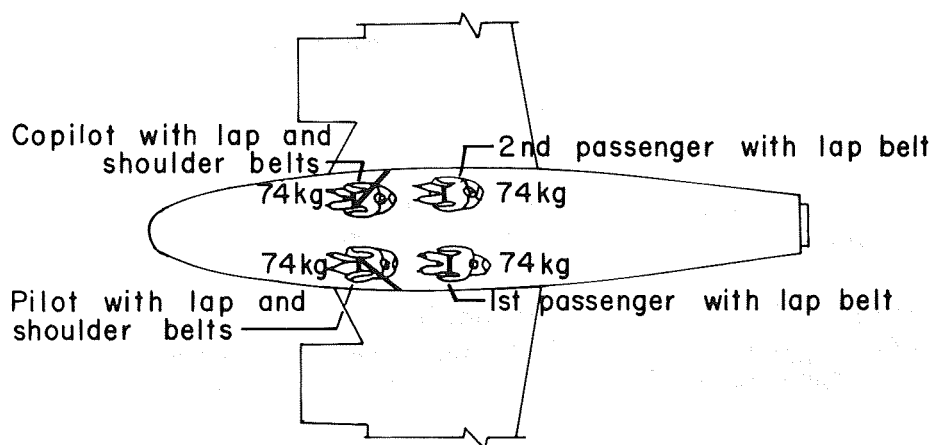 Copilot with lap and
shoulder belts
2nd passenger with lap belt
74kg
74kg
74kg
74kg
Pilot with lap and
shoulder belts
1st passenger with lap belt